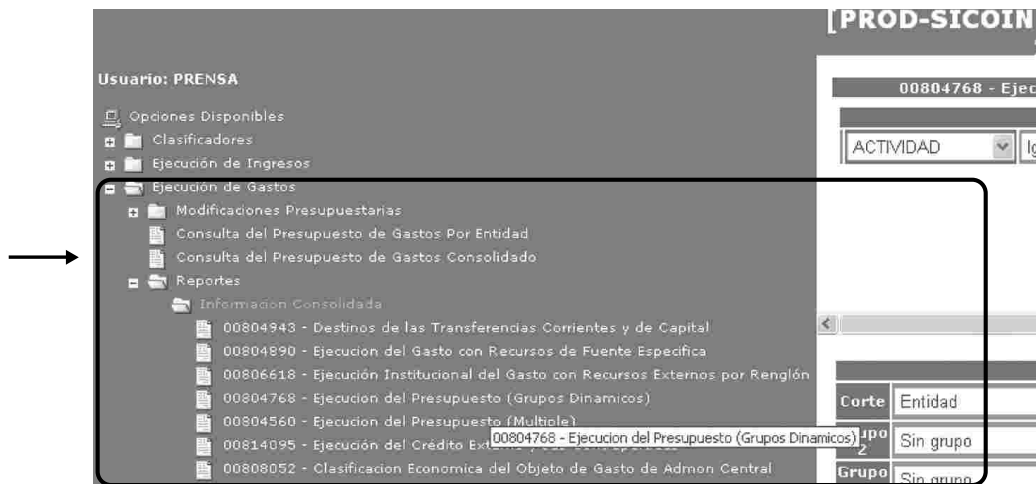 [PROD-SICOIN
Usuario: PRENSA
00804768 - Ejec
Opciones Disponibles
Clasificadores
ACTIVIDAD
Ig
Ejecución de Ingresos
Ejecución de Gastos
Modificaciones Presupuestarias
Consulta del Presupuesto de Gastos Por Entidad
Consulta del Presupuesto de Gastos Consolidado
Reportes
Informacion Consolidada
00804943 - Destinos de las Transferencias Corrientes y de Capital
00804890 - Ejecucion del Gasto con Recursos de Fuente Especifica
00806618 - Ejecución Institucional del Gasto con Recursos Externos por Renglón
00804768 - Ejecucion del Presupuesto (Grupos Dinamicos)
Corte Entidad
00804560 - Ejecucion del Presupuesto (Multiple)
00804768 - Ejecucion del Presupuesto (Grupos Dinamicos)
upo 2 Sin grupo
00814095 - Ejecución del Crédito
00808052 - Clasificacion Economica del Objeto de Gasto de Admon Central
Grupo Sin grupo